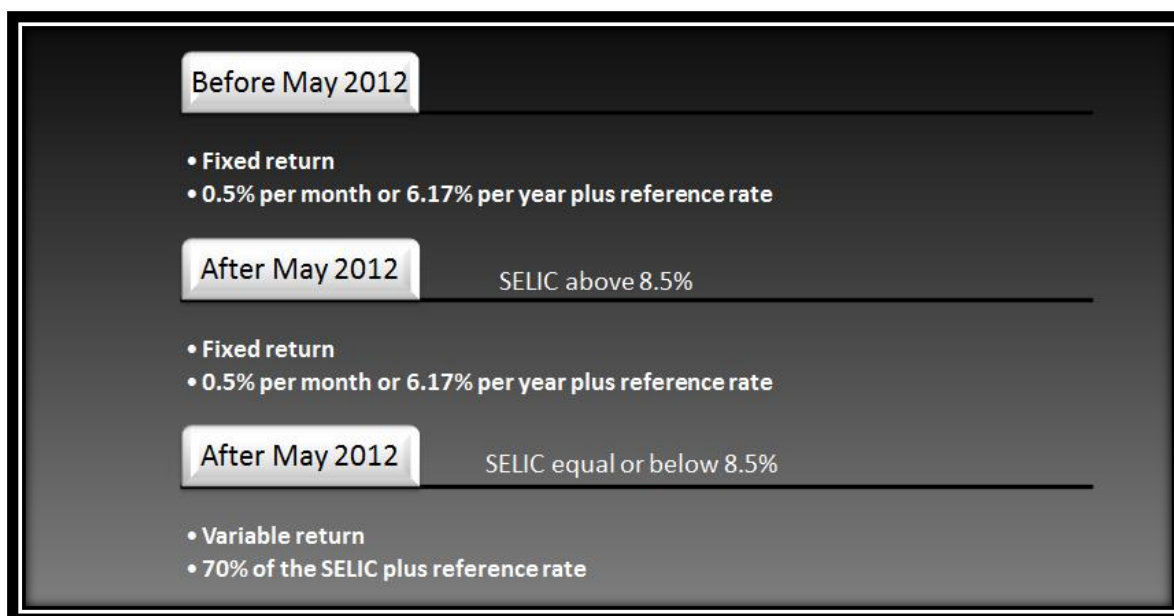 Before May 2012
• Fixed return
• 0.5% per month or 6.17% per year plus reference rate
After May 2012 SELIC above 8.5%
• Fixed return
• 0.5% per month or 6.17% per year plus reference rate
After May 2012 SELIC equal or below 8.5%
• Variable return
• 70% of the SELIC plus reference rate